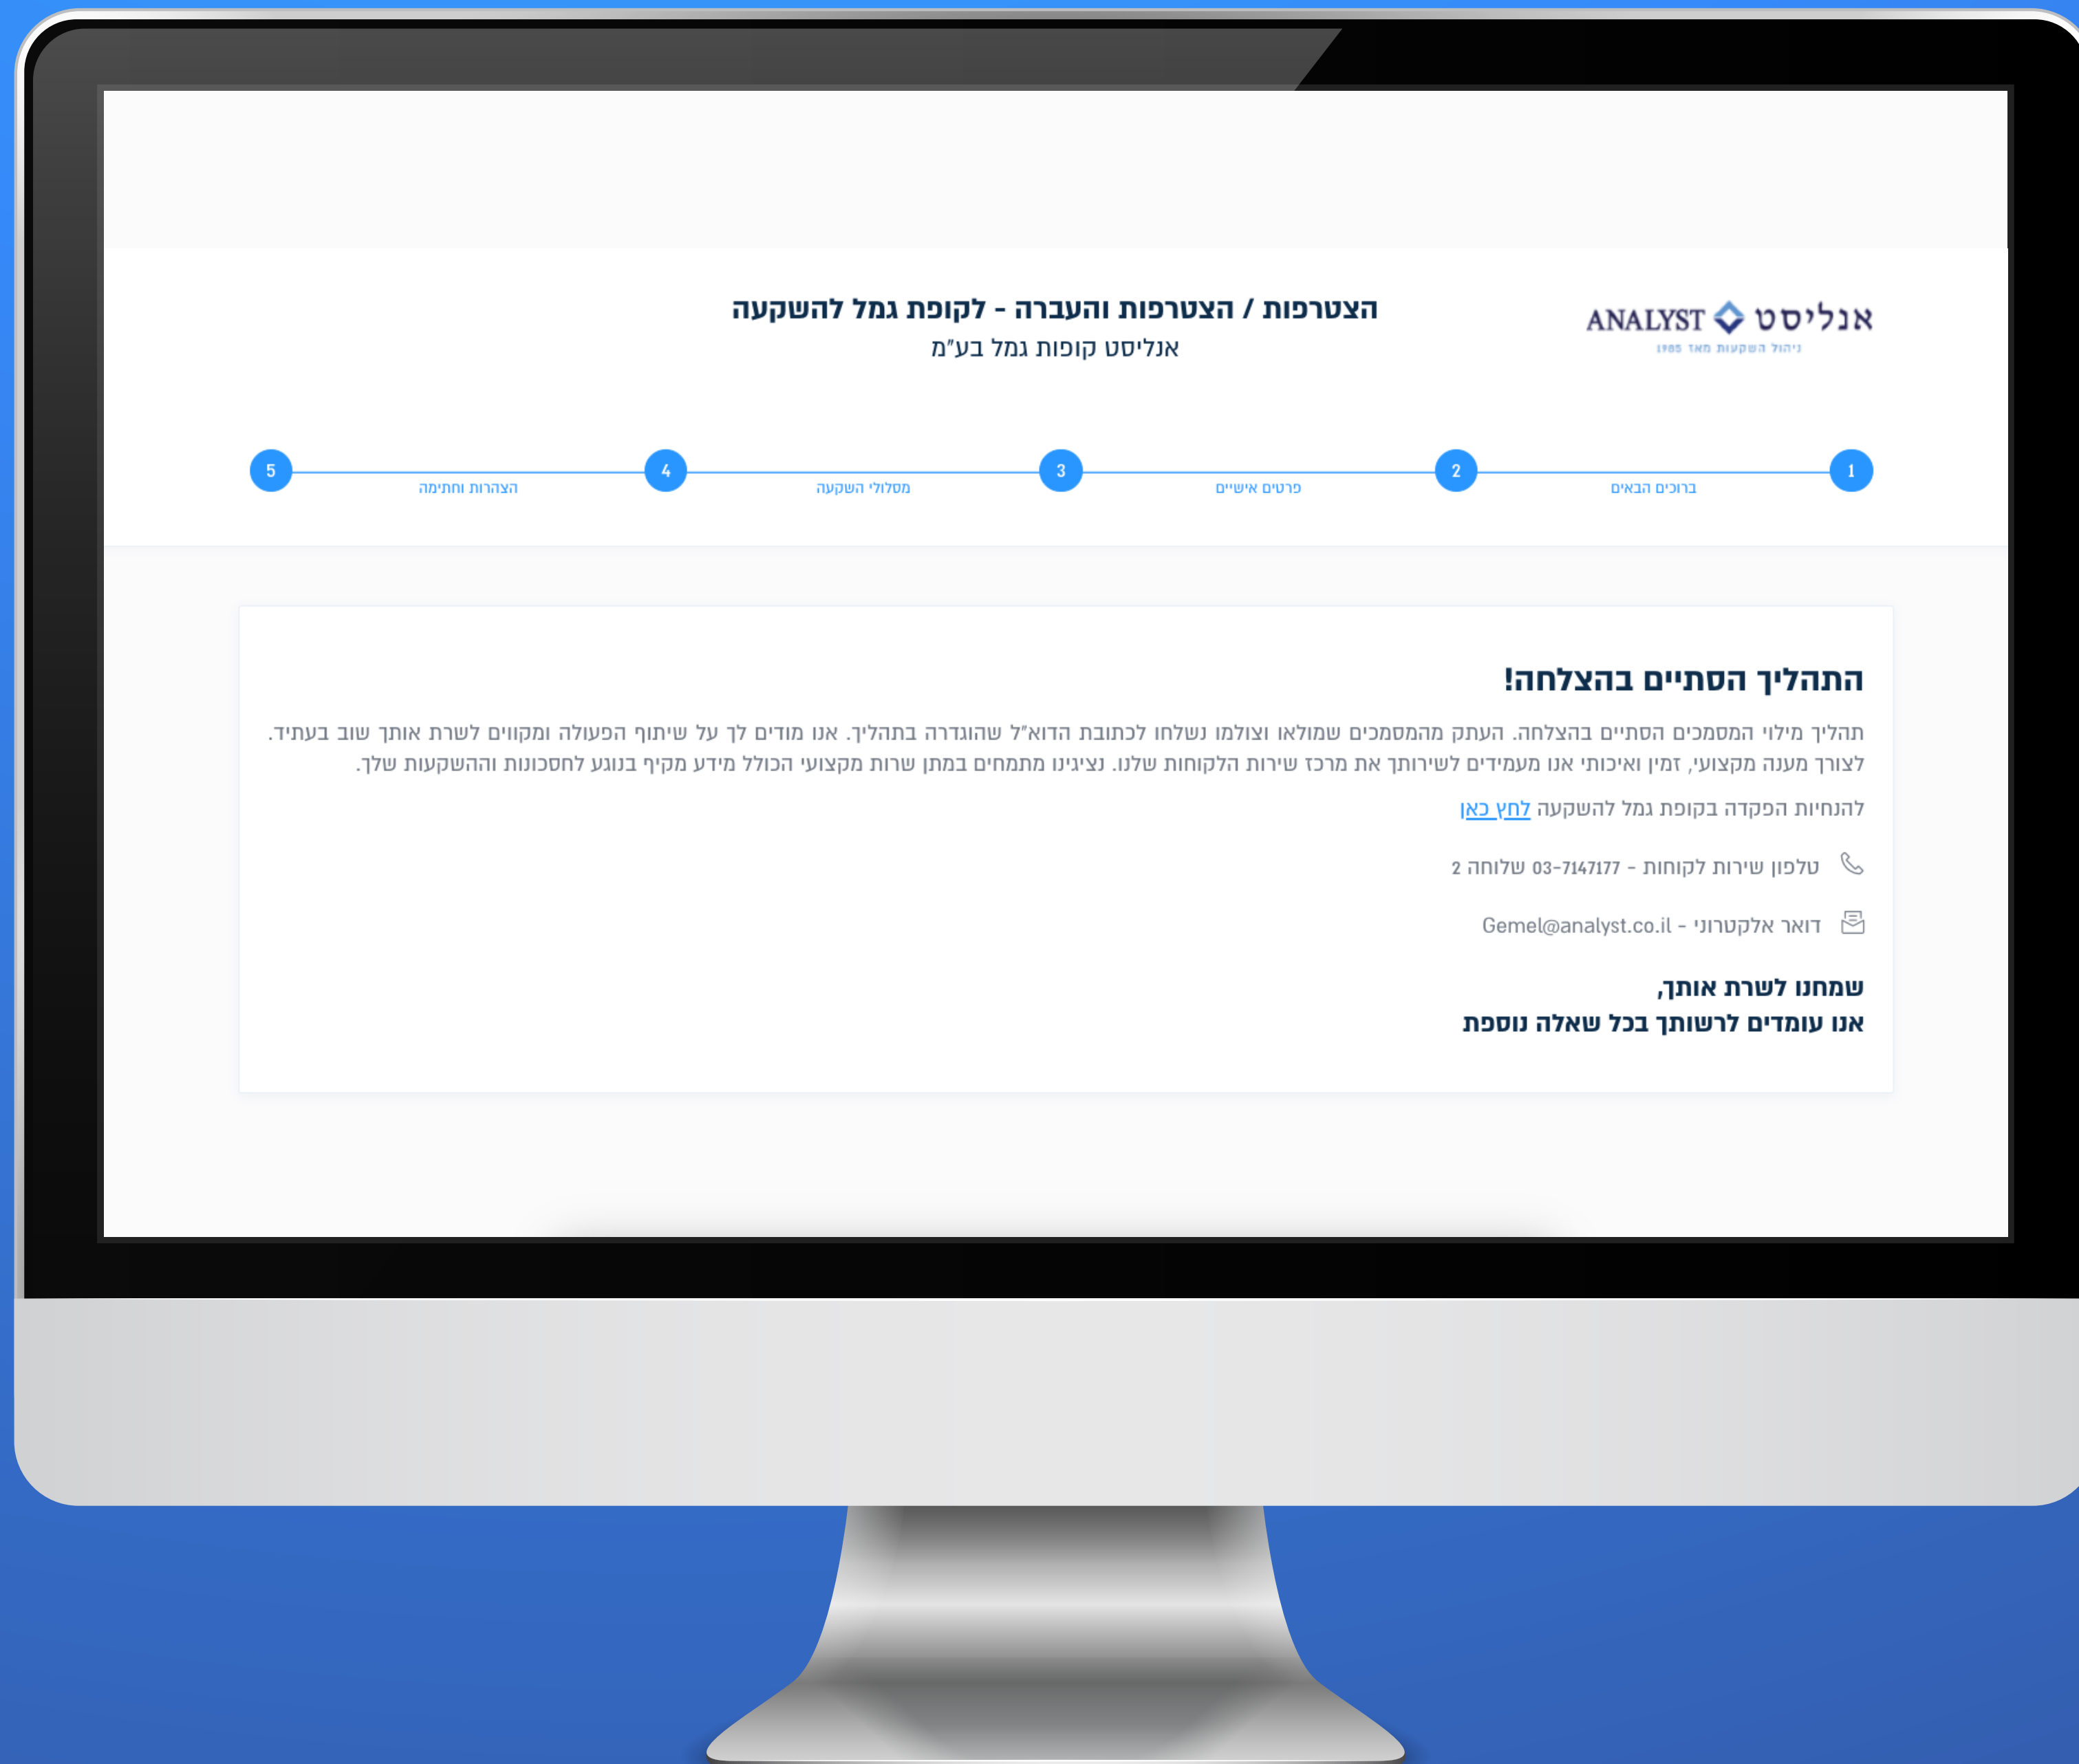 אנליסט ANALYST
ניהול השקעות מאז 1985
הצטרפות / הצטרפות והעברה - לקופת גמל להשקעה
אנליסט קופות גמל בע"מ
1 ברוכים הבאים 2 פרטים אישיים 3 מסלולי השקעה 4 הצהרות וחתימה 5
התהליך הסתיים בהצלחה!
תהליך מילוי המסמכים הסתיים בהצלחה. העתק מהמסמכים שמולאו וצולמו נשלחו לכתובת הדוא"ל שהוגדרה בתהליך. אנו מודים לך על שיתוף הפעולה ומקווים לשרת אותך שוב בעתיד.
לצורך מענה מקצועי, זמין ואיכותי אנו מעמידים לשירותך את מרכז שירות הלקוחות שלנו. נציגינו מתמחים במתן שרות מקצועי הכולל מידע מקיף בנוגע לחסכונות וההשקעות שלך.
להנחיות הפקדה בקופת גמל להשקעה לחץ כאן
טלפון שירות לקוחות - 03-7147177 שלוחה 2
דואר אלקטרוני - Gemel@analyst.co.il
שמחנו לשרת אותך,
אנו עומדים לרשותך בכל שאלה נוספת